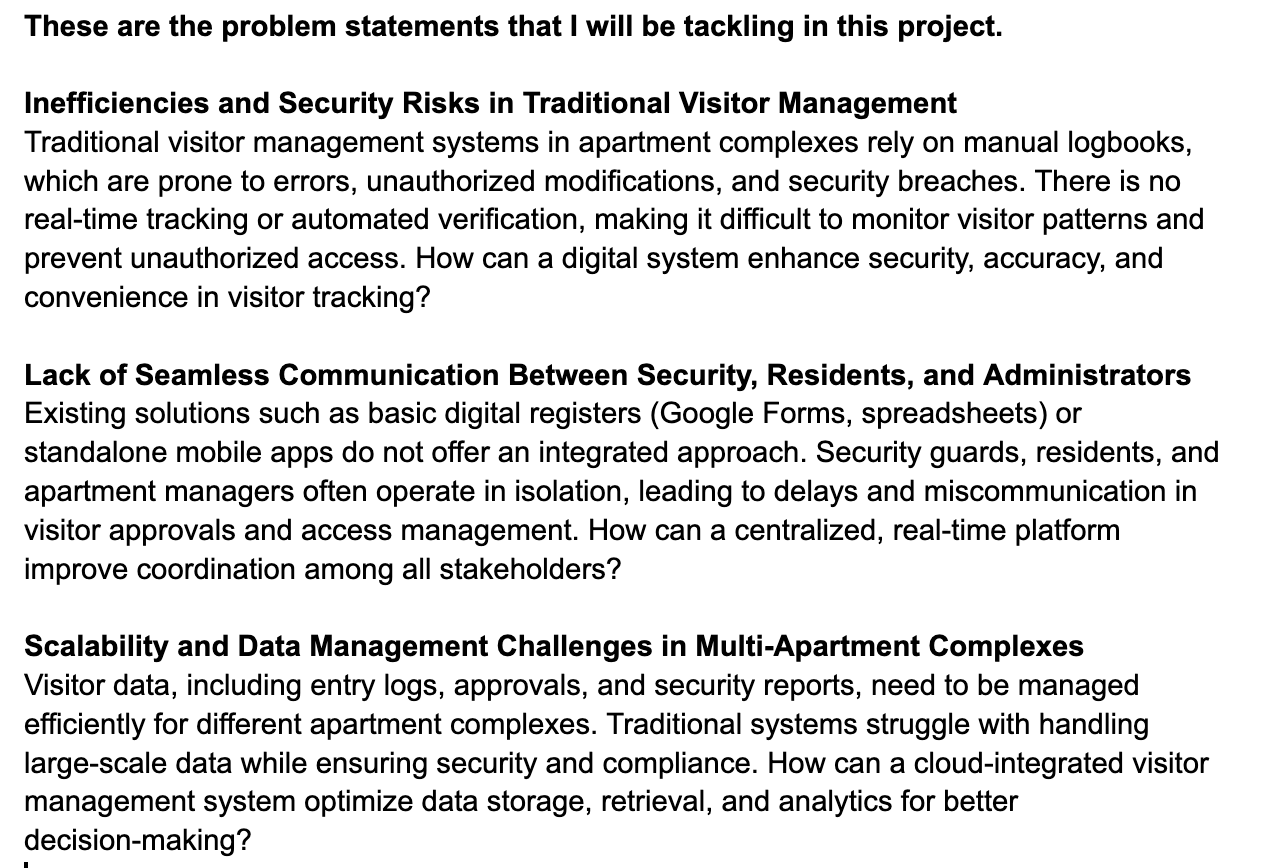 These are the problem statements that I will be tackling in this project.
Inefficiencies and Security Risks in Traditional Visitor Management
Traditional visitor management systems in apartment complexes rely on manual logbooks,
which are prone to errors, unauthorized modifications, and security breaches. There is no
real-time tracking or automated verification, making it difficult to monitor visitor patterns and
prevent unauthorized access. How can a digital system enhance security, accuracy, and
convenience in visitor tracking?
Lack of Seamless Communication Between Security, Residents, and Administrators
Existing solutions such as basic digital registers (Google Forms, spreadsheets) or
standalone mobile apps do not offer an integrated approach. Security guards, residents, and
apartment managers often operate in isolation, leading to delays and miscommunication in
visitor approvals and access management. How can a centralized, real-time platform
improve coordination among all stakeholders?
Scalability and Data Management Challenges in Multi-Apartment Complexes
Visitor data, including entry logs, approvals, and security reports, need to be managed
efficiently for different apartment complexes. Traditional systems struggle with handling
large-scale data while ensuring security and compliance. How can a cloud-integrated visitor
management system optimize data storage, retrieval, and analytics for better
decision-making?